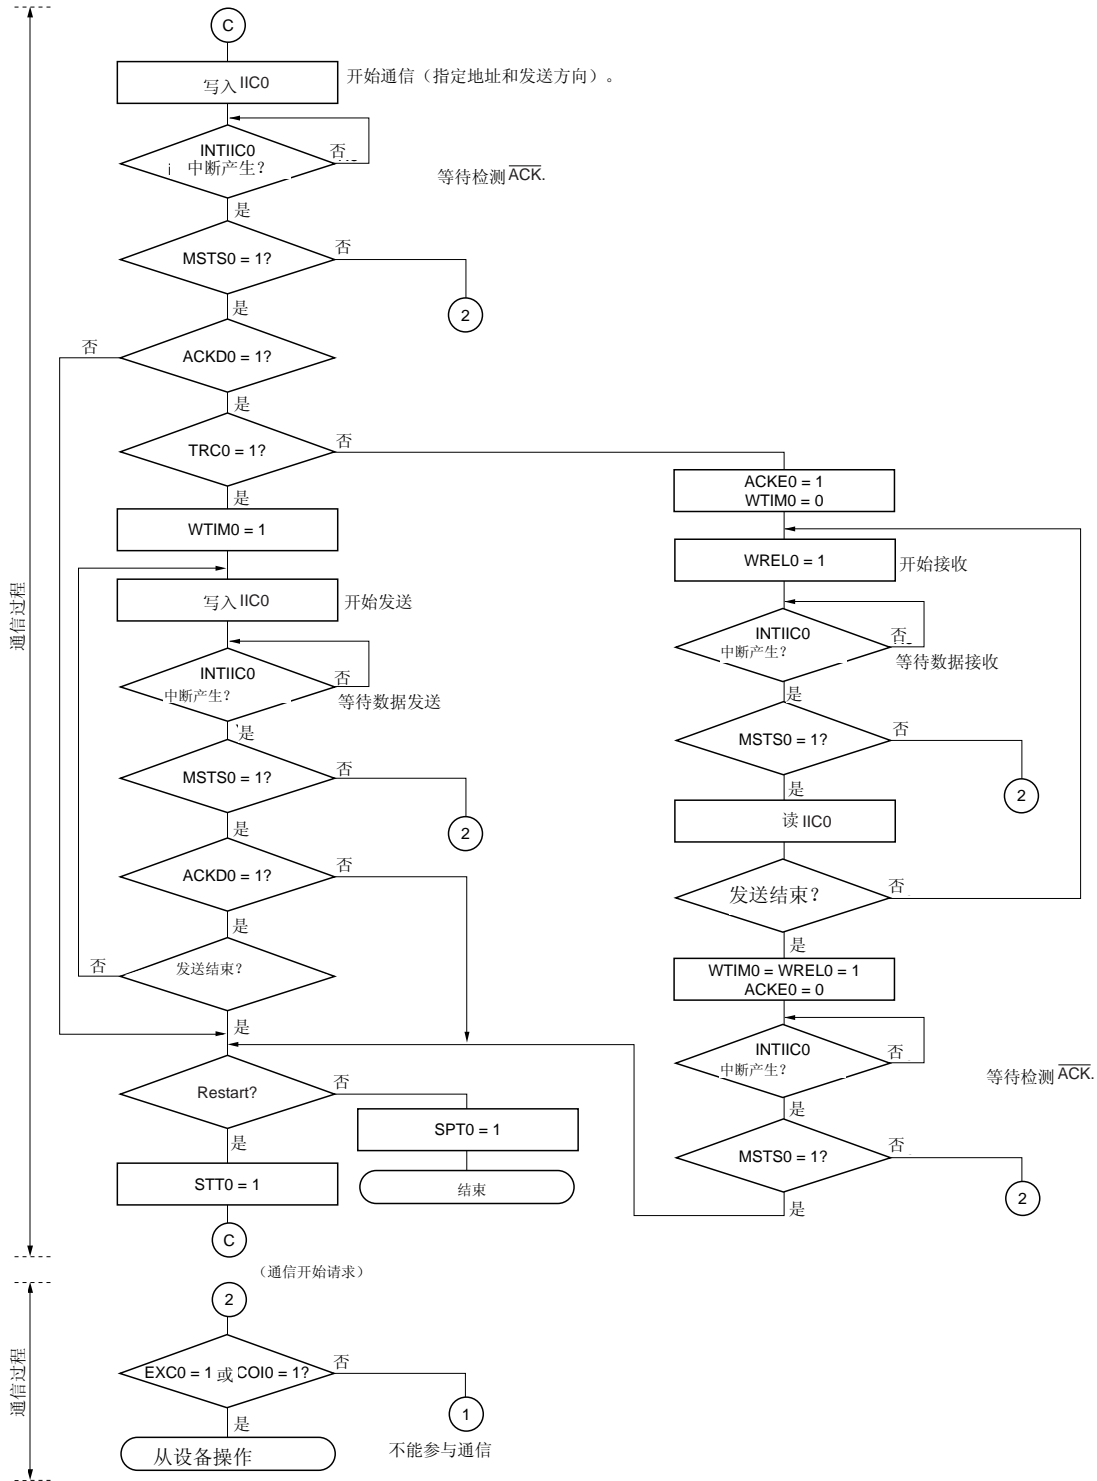 C
写入 IIC0
开始通信（指定地址和发送方向）。
INTIIC0
中断产生？
否
等待检测 ACK.
是
MSTS0 = 1?
否
2
是
ACKD0 = 1?
否
是
TRC0 = 1?
否
是
WTIM0 = 1
写入 IIC0
开始发送
INTIIC0
中断产生？
否
等待数据发送
是
MSTS0 = 1?
否
2
是
ACKD0 = 1?
否
是
发送结束？
否
是
Restart?
否
是
SPT0 = 1
结束
STT0 = 1
C
（通信开始请求）
ACKE0 = 1
WTIM0 = 0
WREL0 = 1
开始接收
INTIIC0
中断产生？
否
等待数据接收
是
MSTS0 = 1?
否
2
是
读 IIC0
发送结束？
否
是
WTIM0 = WREL0 = 1
ACKE0 = 0
INTIIC0
中断产生？
否
等待检测 ACK.
是
MSTS0 = 1?
否
2
是
通信过程
2
EXC0 = 1 或 COI0 = 1?
否
1
不能参与通信
是
从设备操作
通信过程